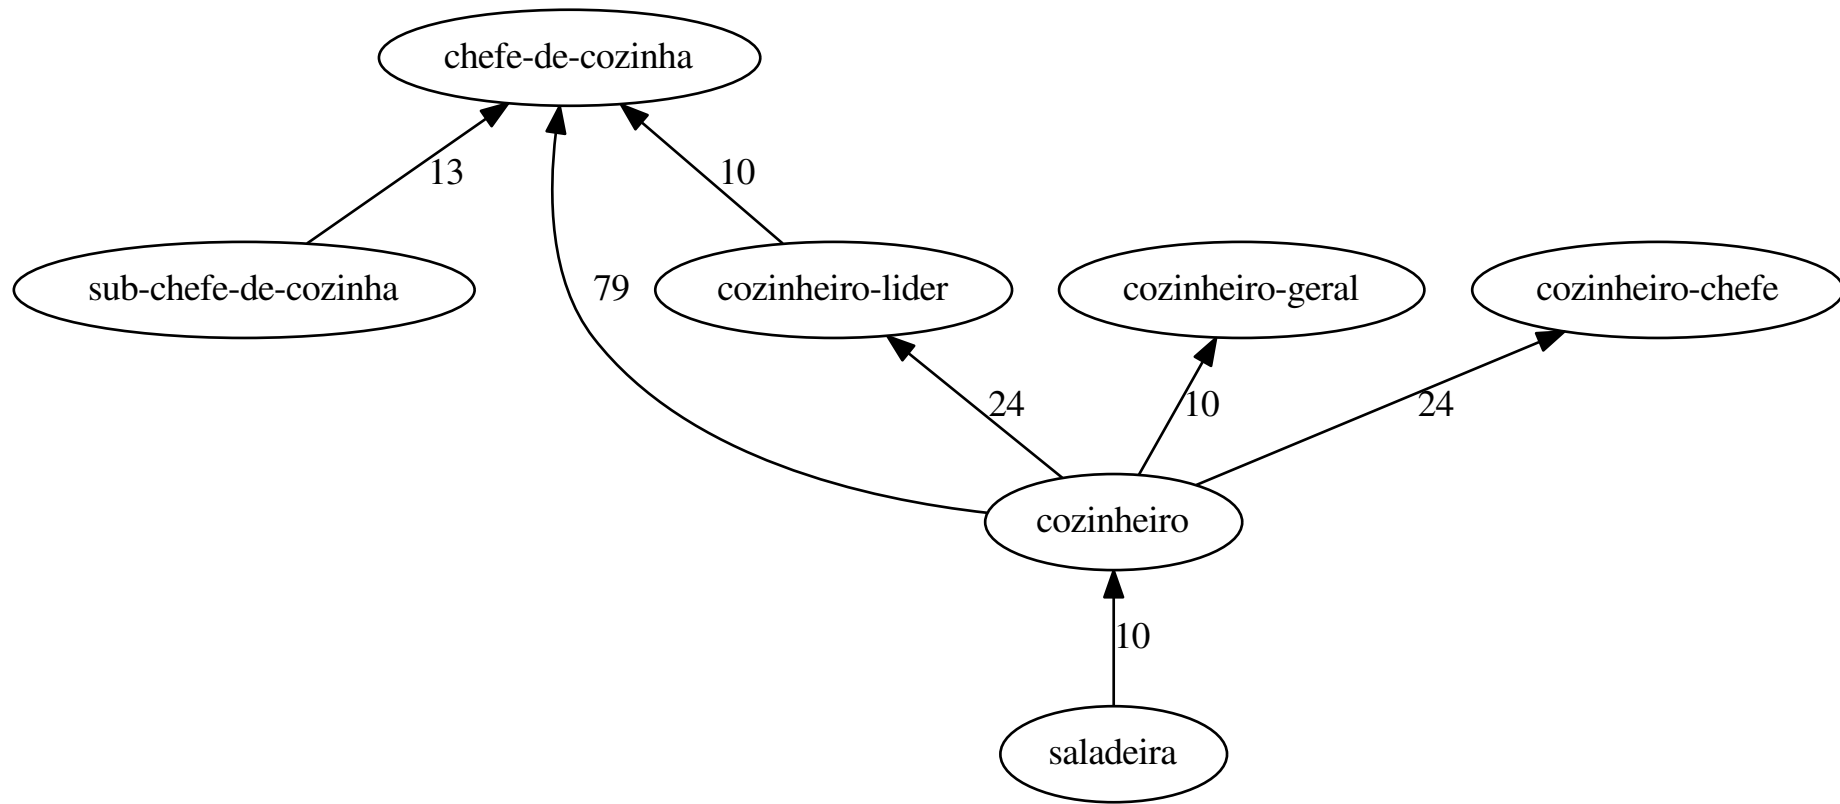 chefe-de-cozinha
13
10
sub-chefe-de-cozinha
79
cozinheiro-lider
cozinheiro-geral
cozinheiro-chefe
24
10
24
cozinheiro
10
saladeira